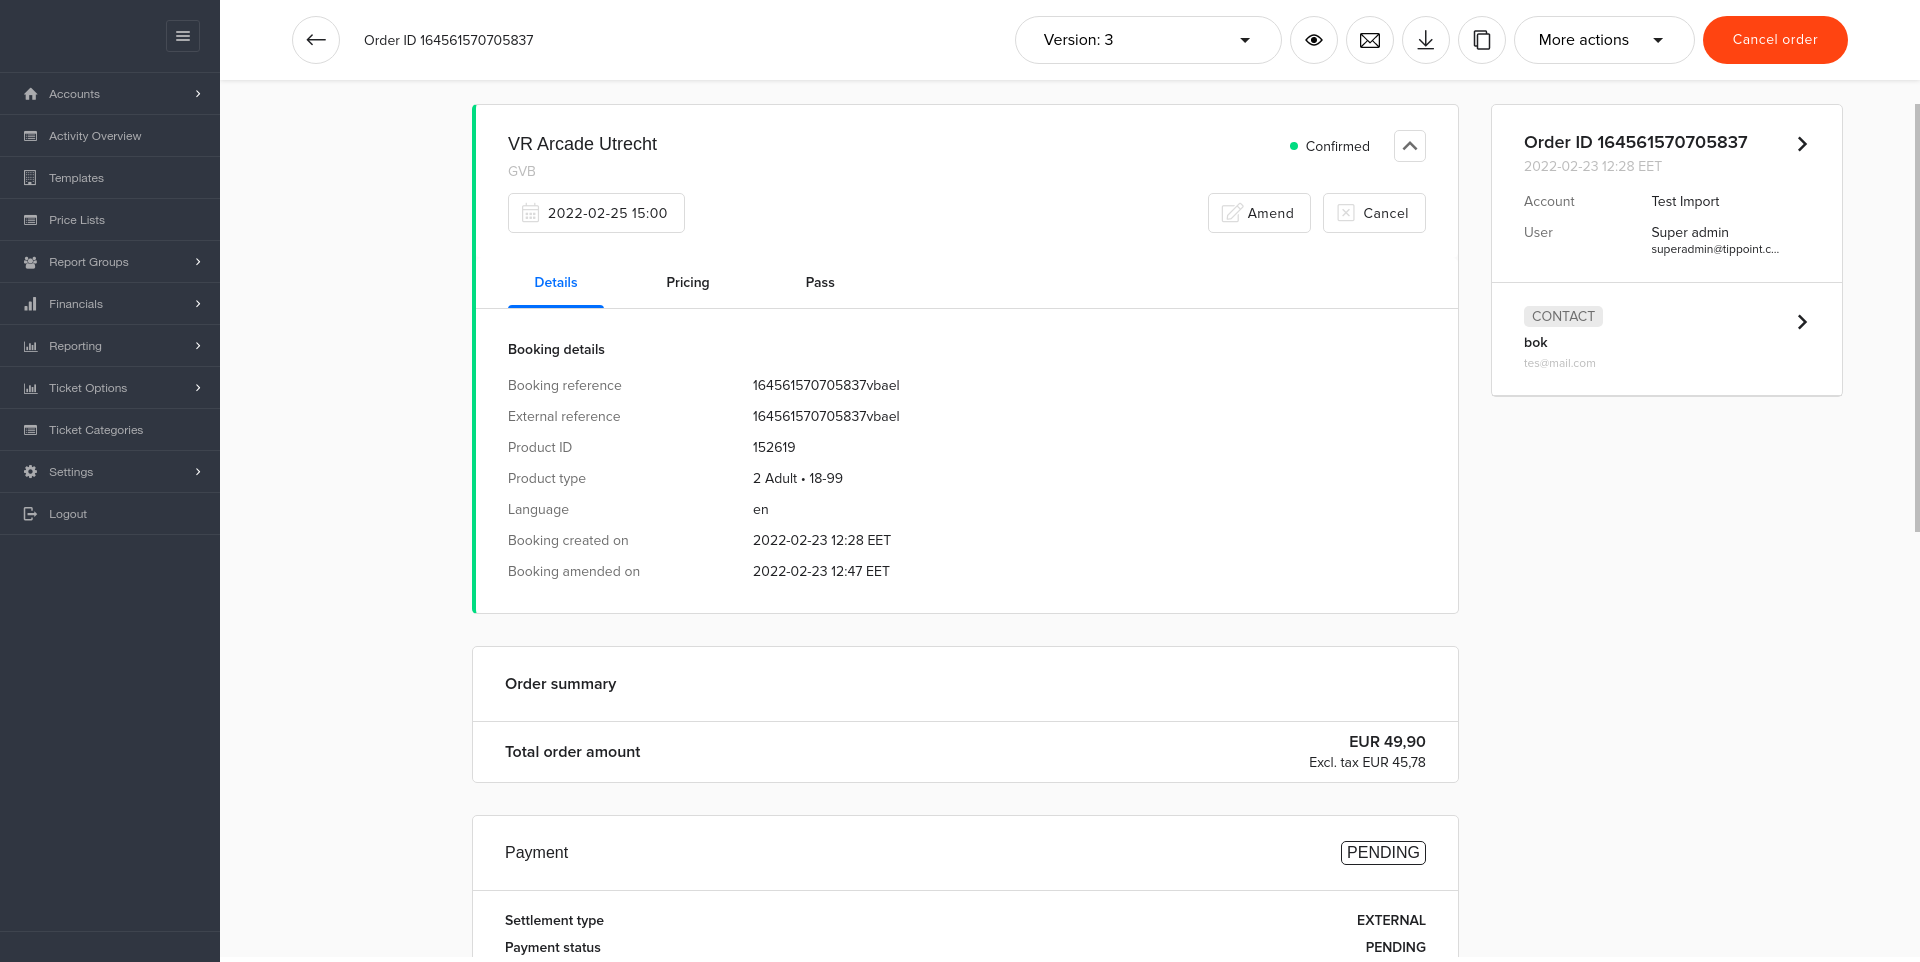 Accounts
Activity Overview
Templates
Price Lists
Report Groups
Financials
Reporting
Ticket Options
Ticket Categories
Settings
Logout
Order ID 164561570705837
Version: 3
More actions
Cancel order
VR Arcade Utrecht
Confirmed
GVB
2022-02-25 15:00
Amend
Cancel
Details
Pricing
Pass
Booking details
Booking reference 164561570705837vbael
External reference 164561570705837vbael
Product ID 152619
Product type 2 Adult • 18-99
Language en
Booking created on 2022-02-23 12:28 EET
Booking amended on 2022-02-23 12:47 EET
Order summary
Total order amount EUR 49,90
Excl. tax EUR 45,78
Payment PENDING
Settlement type EXTERNAL
Payment status PENDING
Order ID 164561570705837
2022-02-23 12:28 EET
Account Test Import
User Super admin
superadmin@tippoint.c...
CONTACT
bok
tes@mail.com